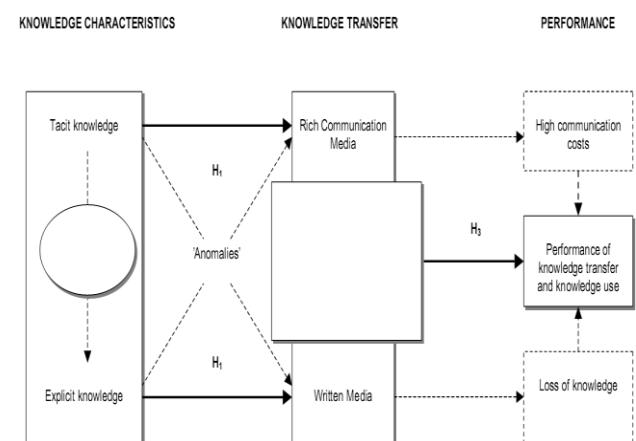 KNOWLEDGE CHARACTERISTICS
KNOWLEDGE TRANSFER
PERFORMANCE
Tacit knowledge
Rich Communication
Media
High communication
costs
H1
'Anomalies'
H3
Performance of
knowledge transfer
and knowledge use
H1
Explicit knowledge
Written Media
Loss of knowledge